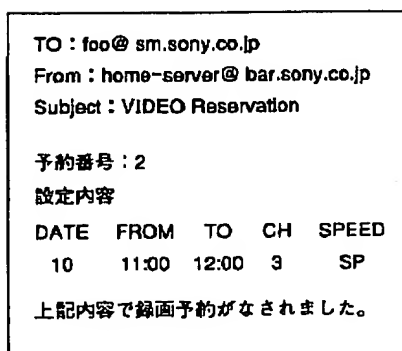 TO：foo@ sm.sony.co.jp
From：home-server@ bar.sony.co.jp
Subject：VIDEO Reservation
予約番号：2
設定内容
DATE FROM TO CH SPEED
10 11:00 12:00 3 SP
上記内容で録画予約がなされました。